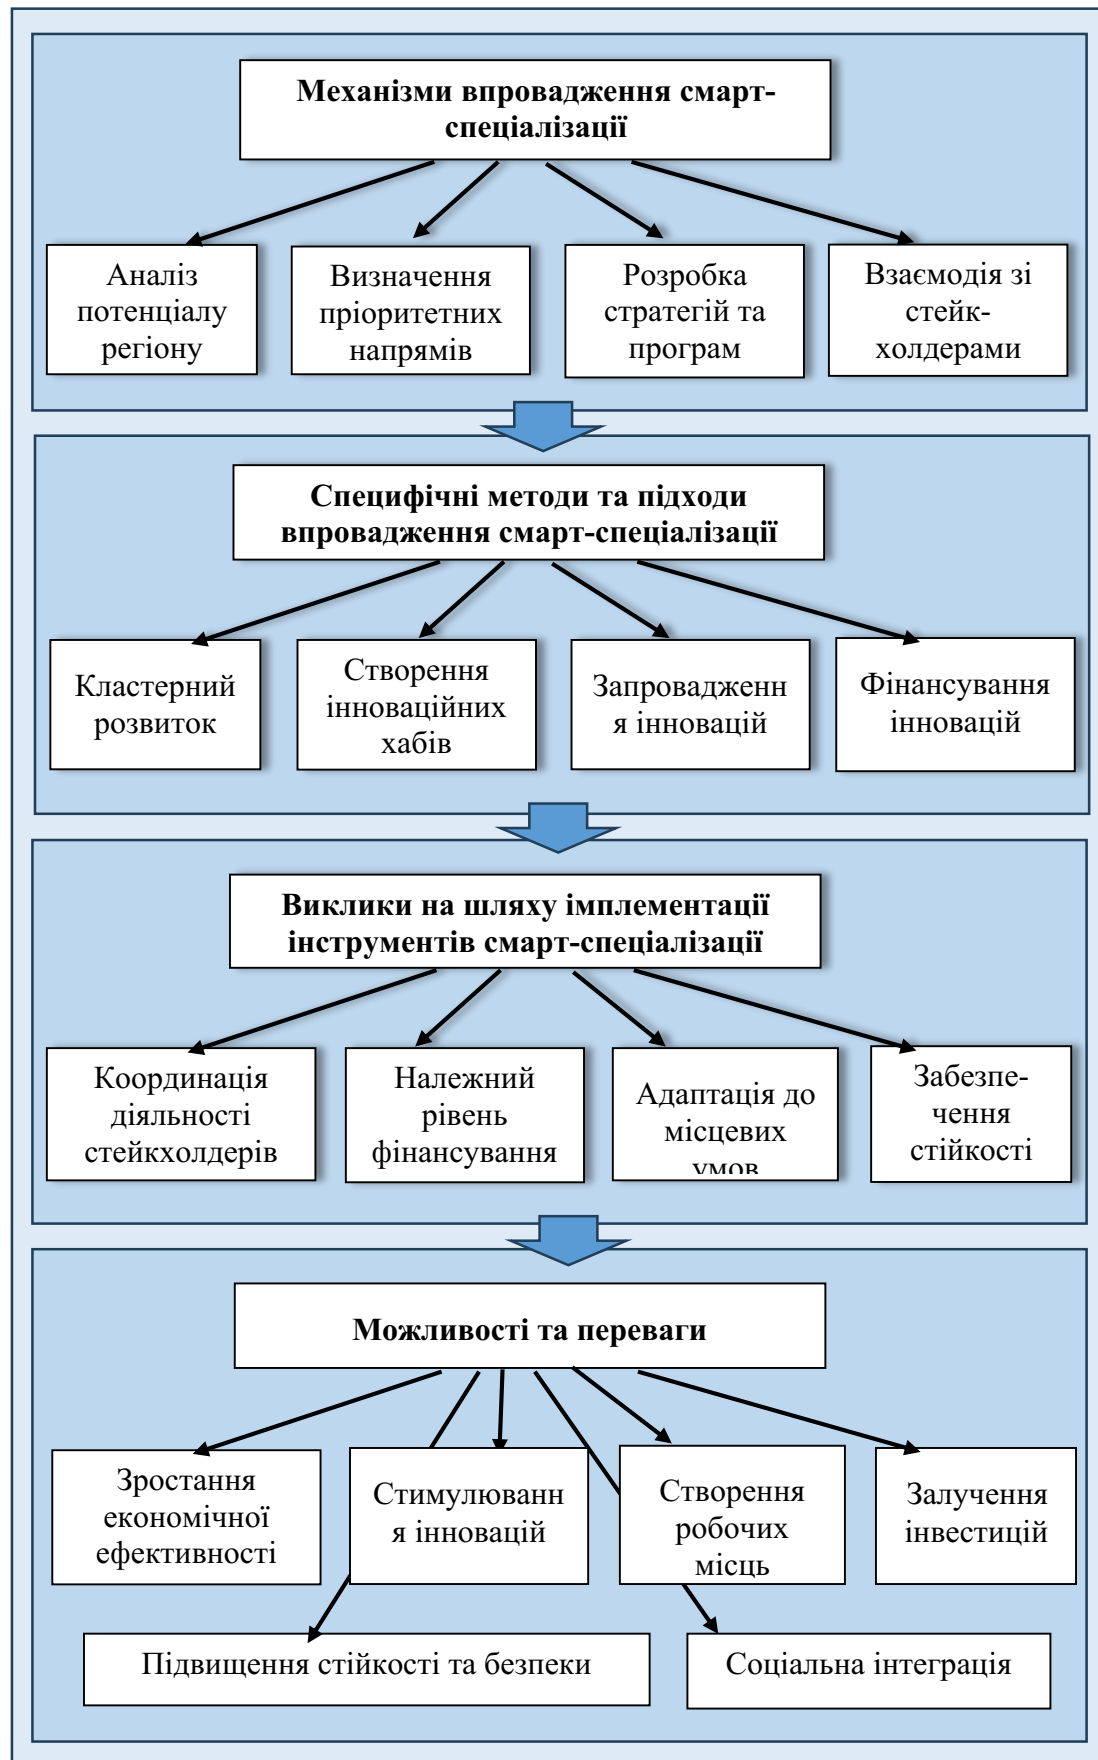 Механізми впровадження смарт-
спеціалізації
Аналіз
потенціалу
регіону
Визначення
пріоритетних
напрямів
Розробка
стратегій та
програм
Взаємодія зі
стейк-
холдерами
Специфічні методи та підходи
впровадження смарт-спеціалізації
Кластерний
розвиток
Створення
інноваційних
хабів
Запровадженн
я інновацій
Фінансування
інновацій
Виклики на шляху імплементації
інструментів смарт-спеціалізації
Координація
діяльності
стейкхолдерів
Належний
рівень
фінансування
Адаптація до
місцевих
умов
Забезпе-
чення
стійкості
Можливості та переваги
Зростання
економічної
ефективності
Стимулюванн
я інновацій
Створення
робочих
місць
Залучення
інвестицій
Підвищення стійкості та безпеки
Соціальна інтеграція